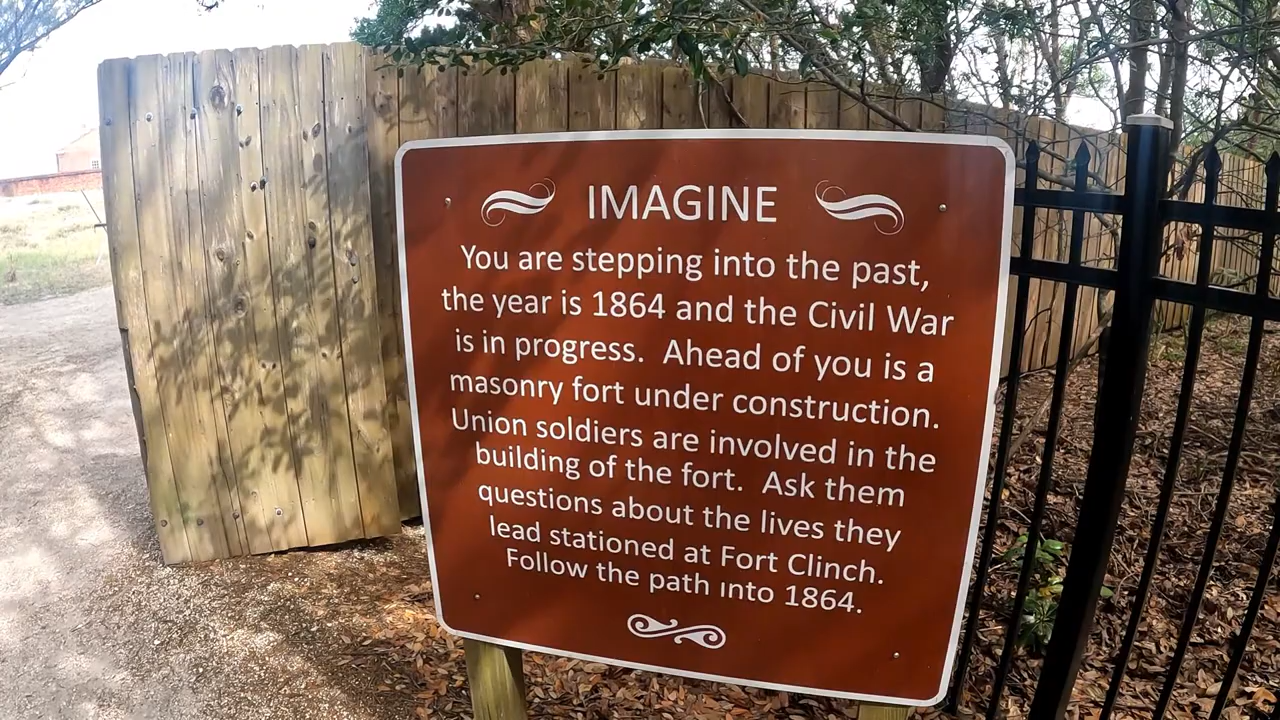 IMAGINE
You are stepping into the past,
the year is 1864 and the Civil War
is in progress. Ahead of you is a
masonry fort under construction.
Union soldiers are involved in the
building of the fort. Ask them
questions about the lives they
lead stationed at Fort Clinch.
Follow the path into 1864.